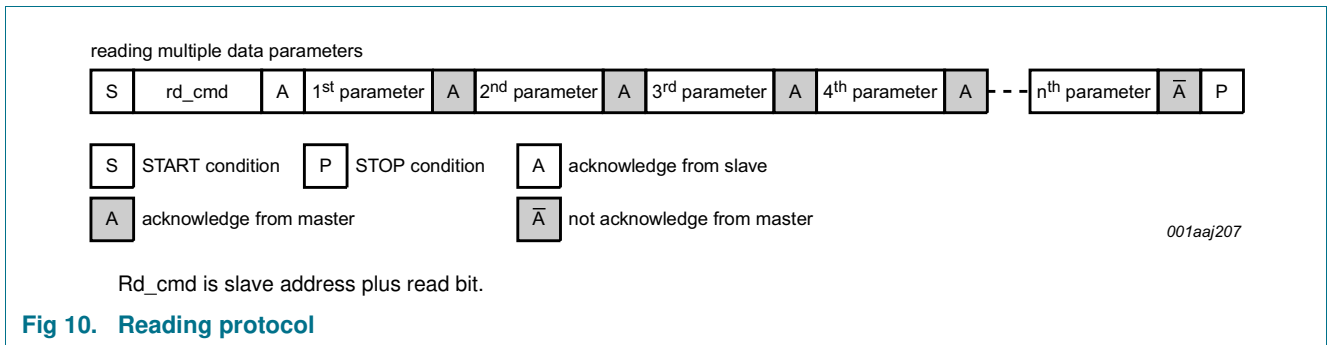 reading multiple data parameters
S rd_cmd A 1st parameter A 2nd parameter A 3rd parameter A 4th parameter A nth parameter A̅ P
S START condition P STOP condition A acknowledge from slave
A acknowledge from master A̅ not acknowledge from master
001aaj207
Rd_cmd is slave address plus read bit.
Fig 10. Reading protocol